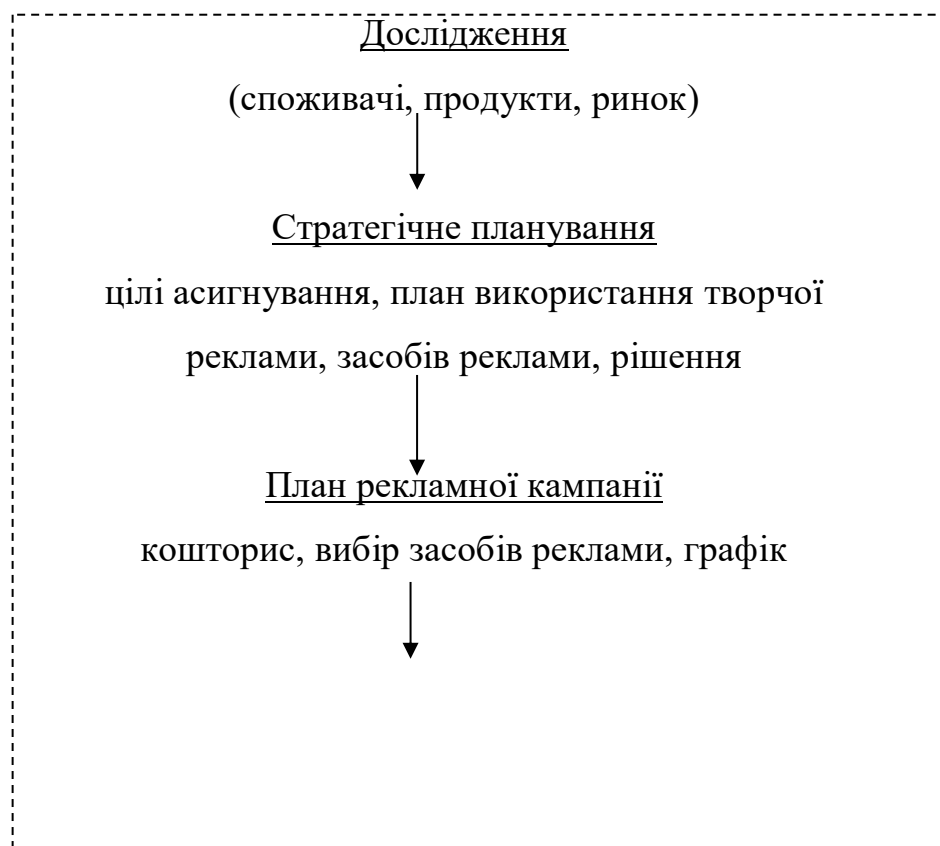 Дослідження
(споживачі, продукти, ринок)
Стратегічне планування
цілі асигнування, план використання творчої
реклами, засобів реклами, рішення
План рекламної кампанії
кошторис, вибір засобів реклами, графік